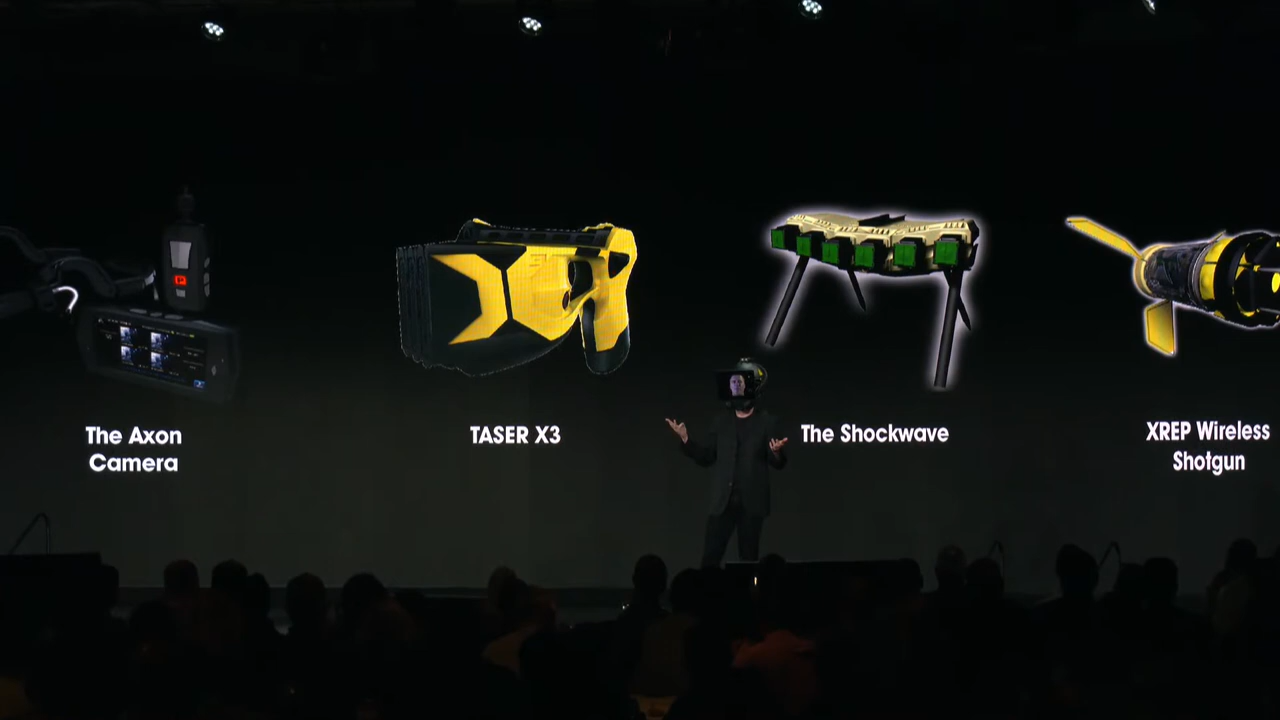 The Axon
Camera
TASER X3
The Shockwave
XREP Wireless
Shotgun